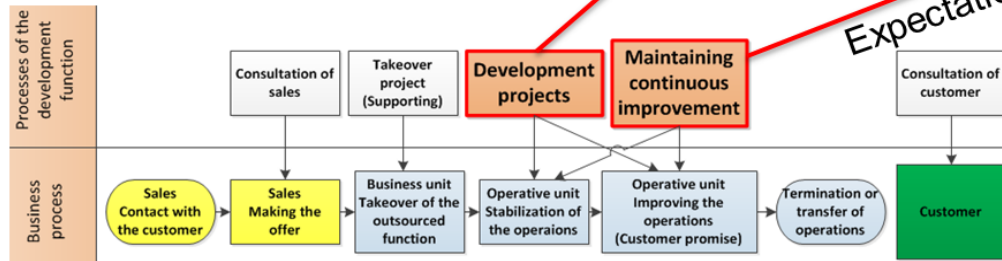 Processes of the
development
function
Consultation of
sales
Takeover
project
(Supporting)
Development
projects
Maintaining
continuous
improvement
Consultation of
customer
Business
process
Sales
Contact with
the customer
Sales
Making the
offer
Business unit
Takeover of the
outsourced
function
Operative unit
Stabilization of
the operaions
Operative unit
Improving the
operations
(Customer promise)
Termination or
transfer of
operations
Customer